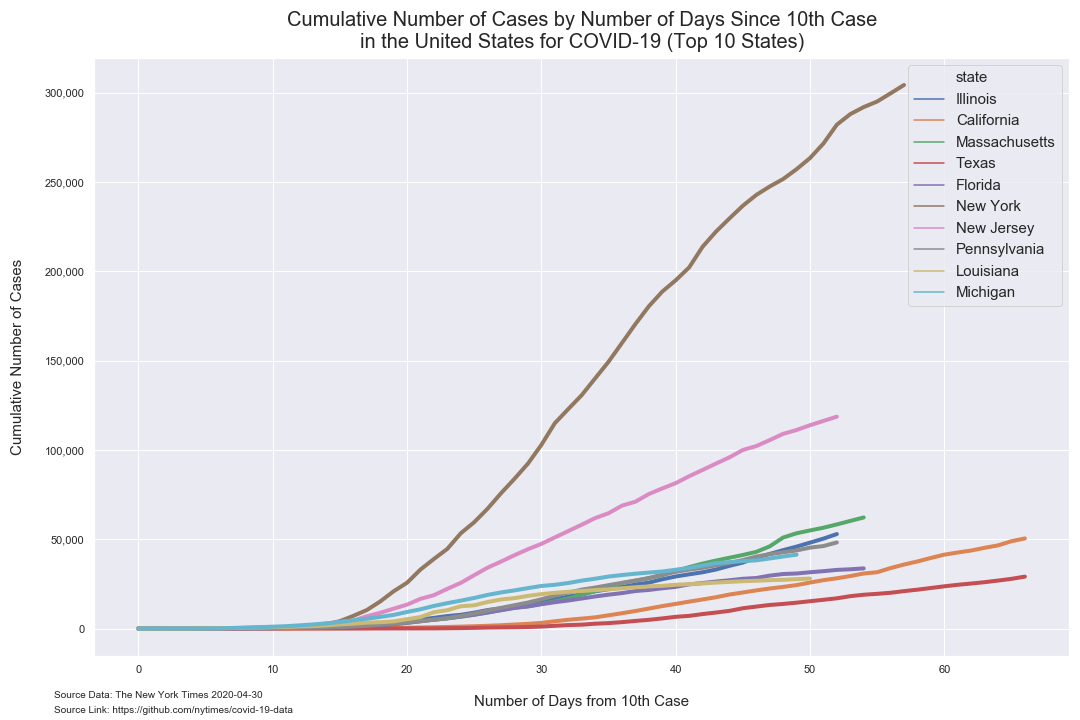 Cumulative Number of Cases by Number of Days Since 10th Case
in the United States for COVID-19 (Top 10 States)
state
Illinois
California
Massachusetts
Texas
Florida
New York
New Jersey
Pennsylvania
Louisiana
Michigan
Cumulative Number of Cases
300,000
250,000
200,000
150,000
100,000
50,000
0
0 10 20 30 40 50 60
Number of Days from 10th Case
Source Data: The New York Times 2020-04-30
Source Link: https://github.com/nytimes/covid-19-data